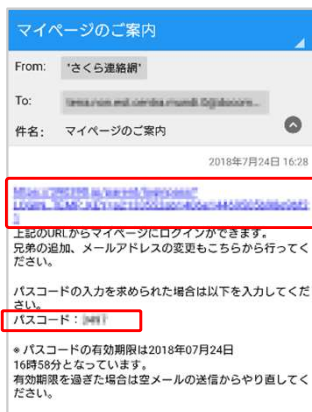 マイページのご案内
From: "さくら連絡網"
To:
件名: マイページのご案内
2018年7月24日 16:28
上記のURLからマイページにログインができます。
兄弟の追加、メールアドレスの変更もこちらから行ってく
ださい。
パスコードの入力を求められた場合は以下を入力してくだ
さい。
パスコード:
* パスコードの有効期限は2018年07月24日
16時58分となっています。
有効期限を過ぎた場合は空メールの送信からやり直してく
ださい。